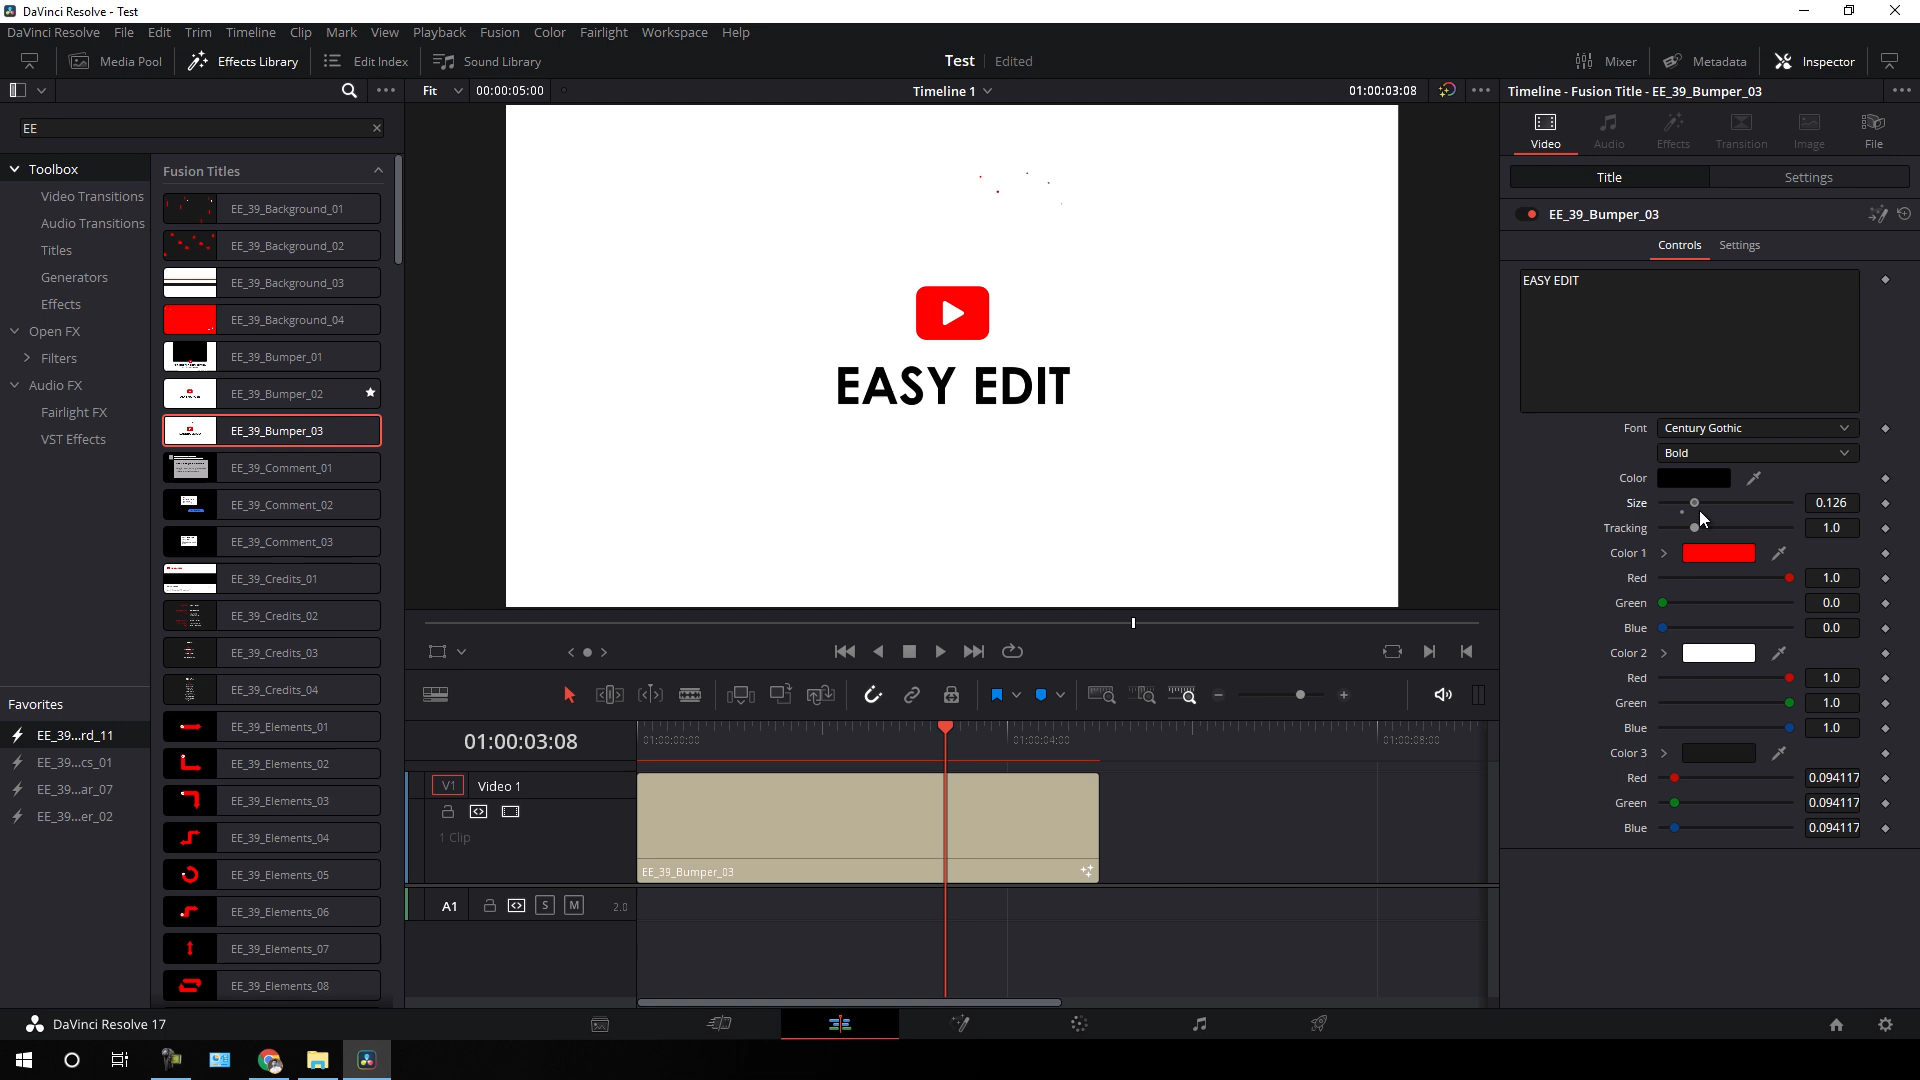 DaVinci Resolve - Test
DaVinci Resolve File Edit Trim Timeline Clip Mark View Playback Fusion Color Fairlight Workspace Help
Media Pool Effects Library Edit Index Sound Library Test Edited Mixer Metadata Inspector
Fit 00:00:05:00 Timeline 1 01:00:03:08 Timeline - Fusion Title - EE_39_Bumper_03
EE
Video Audio Effects Transition Image File
Title Settings
EE_39_Bumper_03
Controls Settings
EASY EDIT
Font Century Gothic
Bold
Color
Size 0.126
Tracking 1.0
Color 1
Red 1.0
Green 0.0
Blue 0.0
Color 2
Red 1.0
Green 1.0
Blue 1.0
Color 3
Red 0.094117
Green 0.094117
Blue 0.094117
Toolbox
Video Transitions
Audio Transitions
Titles
Generators
Effects
Open FX
Filters
Audio FX
Fairlight FX
VST Effects
Favorites
EE_39...rd_11
EE_39...cs_01
EE_39...ar_07
EE_39...er_02
Fusion Titles
EE_39_Background_01
EE_39_Background_02
EE_39_Background_03
EE_39_Background_04
EE_39_Bumper_01
EE_39_Bumper_02
EE_39_Bumper_03
EE_39_Comment_01
EE_39_Comment_02
EE_39_Comment_03
EE_39_Credits_01
EE_39_Credits_02
EE_39_Credits_03
EE_39_Credits_04
EE_39_Elements_01
EE_39_Elements_02
EE_39_Elements_03
EE_39_Elements_04
EE_39_Elements_05
EE_39_Elements_06
EE_39_Elements_07
EE_39_Elements_08
EASY EDIT
01:00:03:08 01:00:00:00 01:00:04:00 01:00:08:00
V1 Video 1
1 Clip
EE_39_Bumper_03
A1 S M 2.0
DaVinci Resolve 17